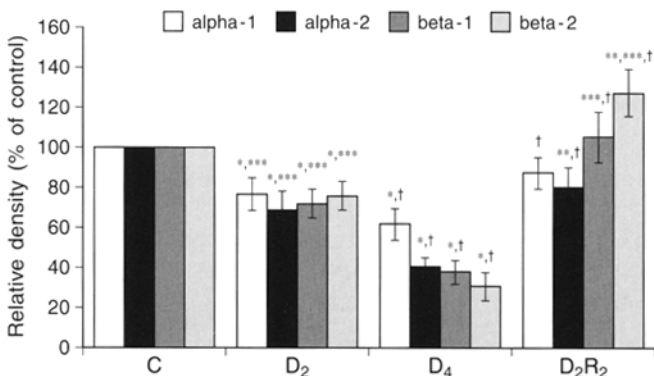 alpha-1 alpha-2 beta-1 beta-2
Relative density (% of control)
160
140
120
100
80
60
40
20
0
*,*** *,*** *,*** *,***
*,† *,† *,† *,†
† **,† ***,† **,***,†
C D₂ D₄ D₂R₂